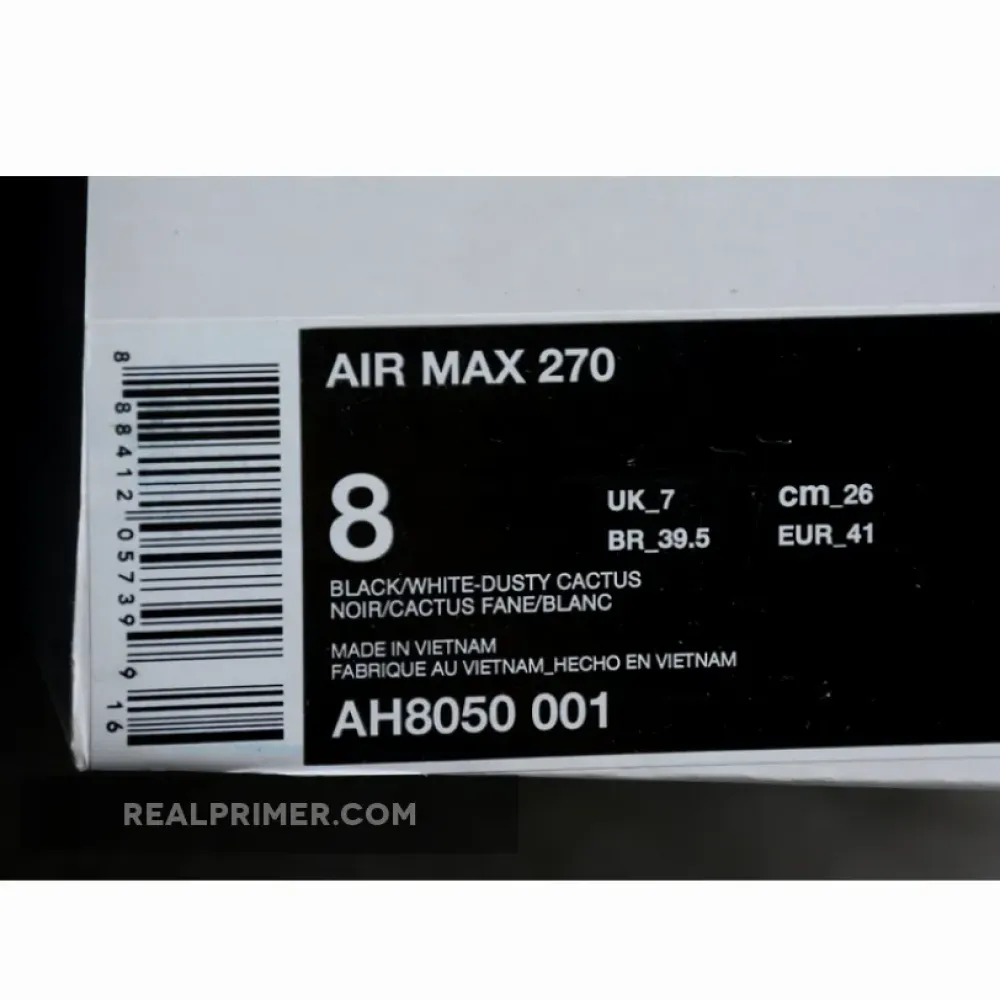 AIR MAX 270
8
UK_7
cm_26
BR_39.5
EUR_41
BLACK/WHITE-DUSTY CACTUS
NOIR/CACTUS FANE/BLANC
MADE IN VIETNAM
FABRIQUE AU VIETNAM_HECHO EN VIETNAM
AH8050 001
8 88412 05739 9 16
REALPRIMER.COM